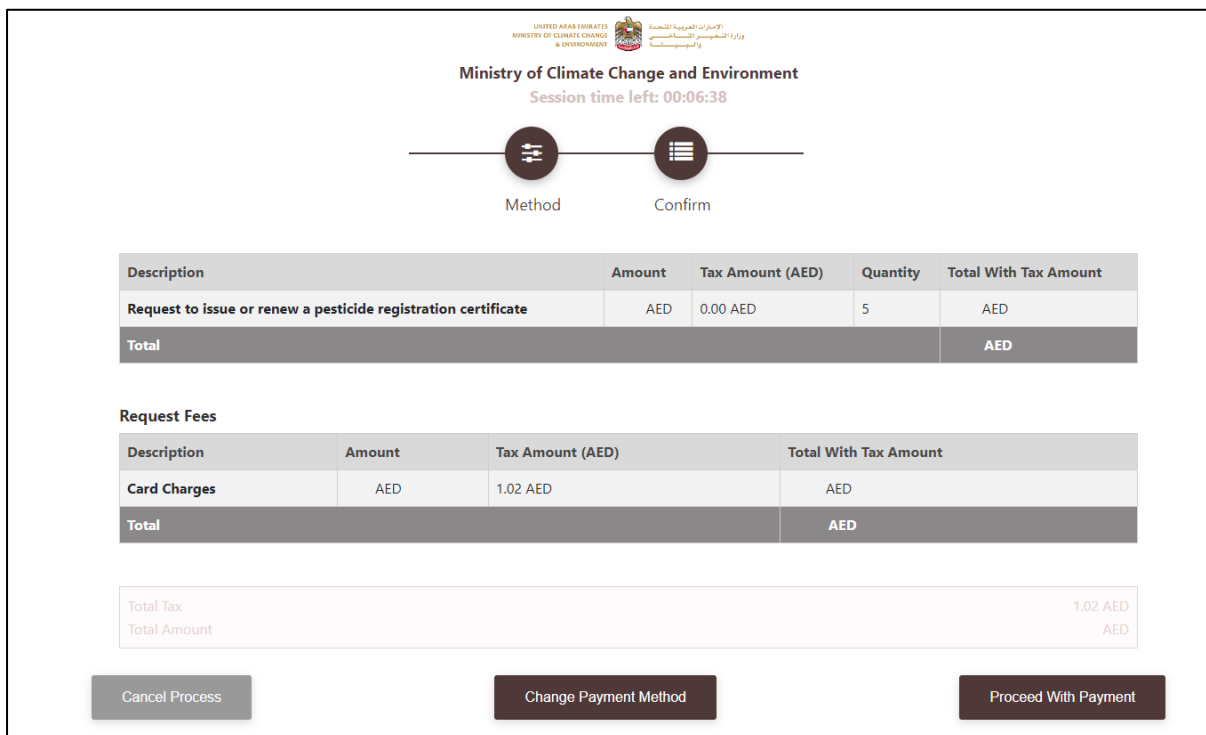 UNITED ARAB EMIRATES
MINISTRY OF CLIMATE CHANGE
& ENVIRONMENT
الإمارات العربية المتحدة
وزارة التغيير المناخي
والبيئة
Ministry of Climate Change and Environment
Session time left: 00:06:38
Method Confirm
Description Amount Tax Amount (AED) Quantity Total With Tax Amount
Request to issue or renew a pesticide registration certificate AED 0.00 AED 5 AED
Total AED
Request Fees
Description Amount Tax Amount (AED) Total With Tax Amount
Card Charges AED 1.02 AED AED
Total AED
Total Tax 1.02 AED
Total Amount AED
Cancel Process Change Payment Method Proceed With Payment